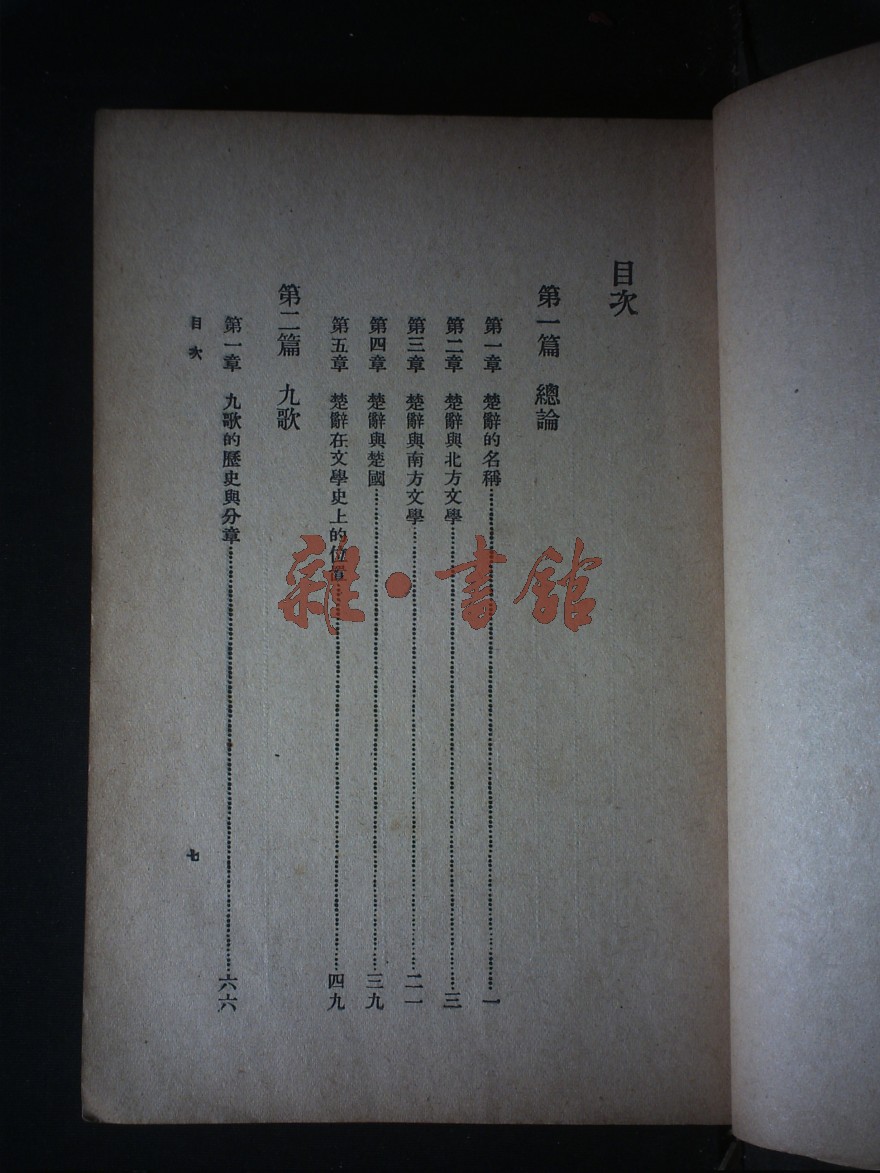 目次
第一篇 總論
第一章 楚辭的名稱……一
第二章 楚辭與北方文學……三
第三章 楚辭與南方文學……二一
第四章 楚辭與楚國……三九
第五章 楚辭在文學史上的位置……四九
第二篇 九歌
第一章 九歌的歷史與分章……六六
目次 七
雜·書館